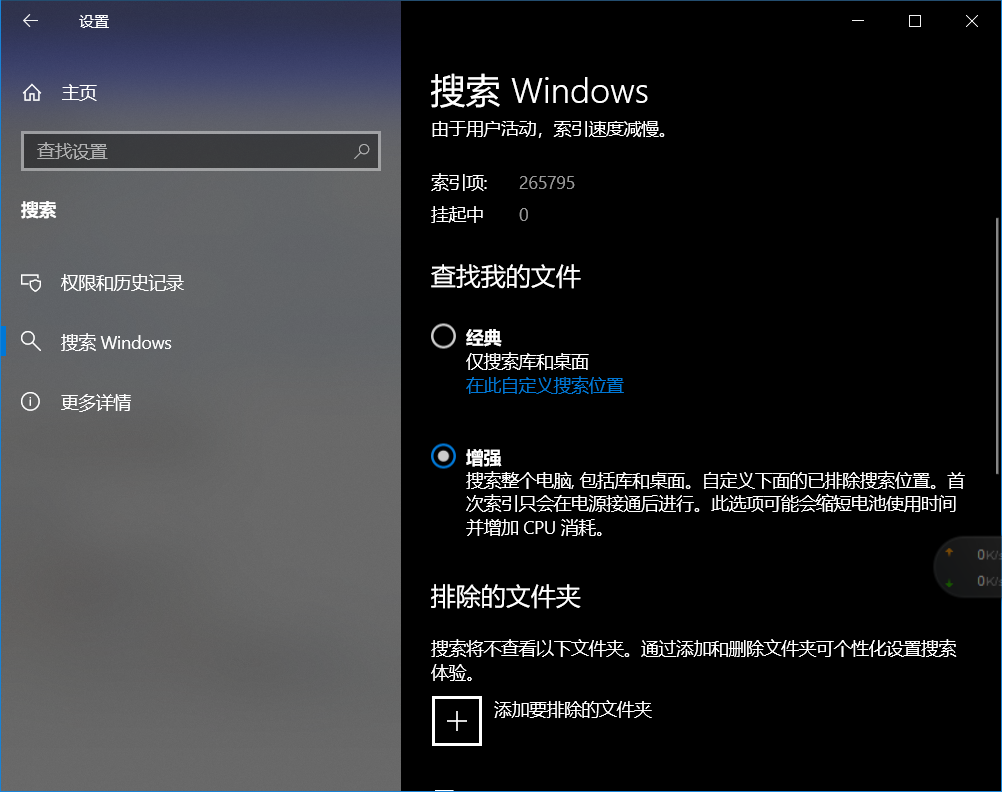 设置
主页
查找设置
搜索
权限和历史记录
搜索 Windows
更多详情
搜索 Windows
由于用户活动，索引速度减慢。
索引项: 265795
挂起中 0
查找我的文件
经典
仅搜索库和桌面
在此自定义搜索位置
增强
搜索整个电脑, 包括库和桌面。自定义下面的已排除搜索位置。首
次索引只会在电源接通后进行。此选项可能会缩短电池使用时间
并增加 CPU 消耗。
排除的文件夹
搜索将不查看以下文件夹。通过添加和删除文件夹可个性化设置搜索
体验。
添加要排除的文件夹
0K/s
0K/s